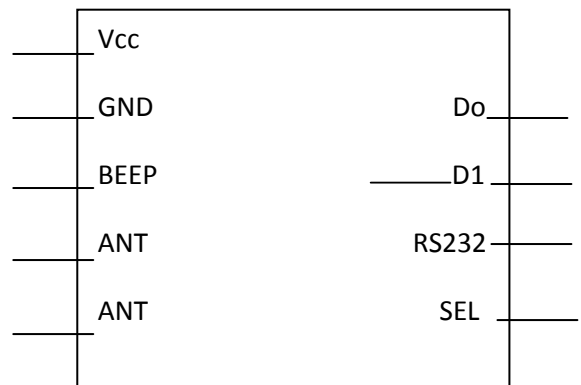 Vcc
GND Do
BEEP D1
ANT RS232
ANT SEL